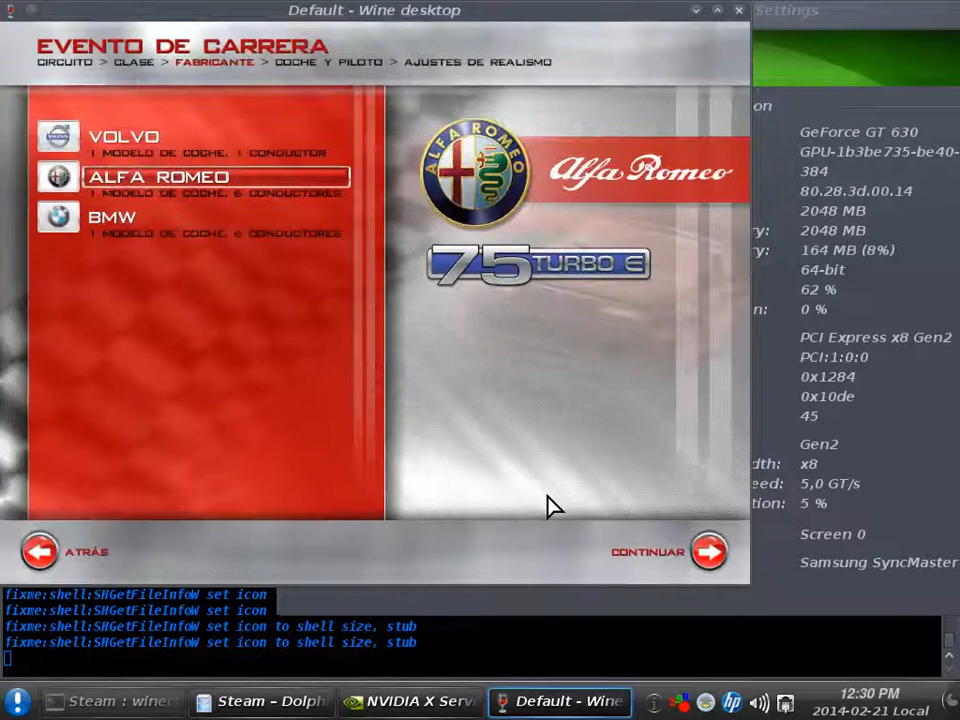 Default - Wine desktop
Settings
EVENTO DE CARRERA
CIRCUITO > CLASE > FABRICANTE > COCHE Y PILOTO > AJUSTES DE REALISMO
VOLVO
1 MODELO DE COCHE, 1 CONDUCTOR
ALFA ROMEO
1 MODELO DE COCHE, 6 CONDUCTORES
BMW
1 MODELO DE COCHE, 6 CONDUCTORES
ALFA ROMEO
Alfa Romeo
75 TURBO E
ATRÁS
CONTINUAR
on
GeForce GT 630
GPU-1b3be735-be40-
384
80.28.3d.00.14
2048 MB
ry: 2048 MB
164 MB (8%)
64-bit
62 %
n: 0 %
PCI Express x8 Gen2
PCI:1:0:0
0x1284
0x10de
45
Gen2
dth: x8
eed: 5,0 GT/s
tion: 5 %
Screen 0
Samsung SyncMaster
fixme:shell:SHGetFileInfoW set icon
fixme:shell:SHGetFileInfoW set icon
fixme:shell:SHGetFileInfoW set icon to shell size, stub
fixme:shell:SHGetFileInfoW set icon to shell size, stub
Steam : winec
Steam – Dolph
NVIDIA X Serv
Default - Wine
hp
12:30 PM
2014-02-21 Local